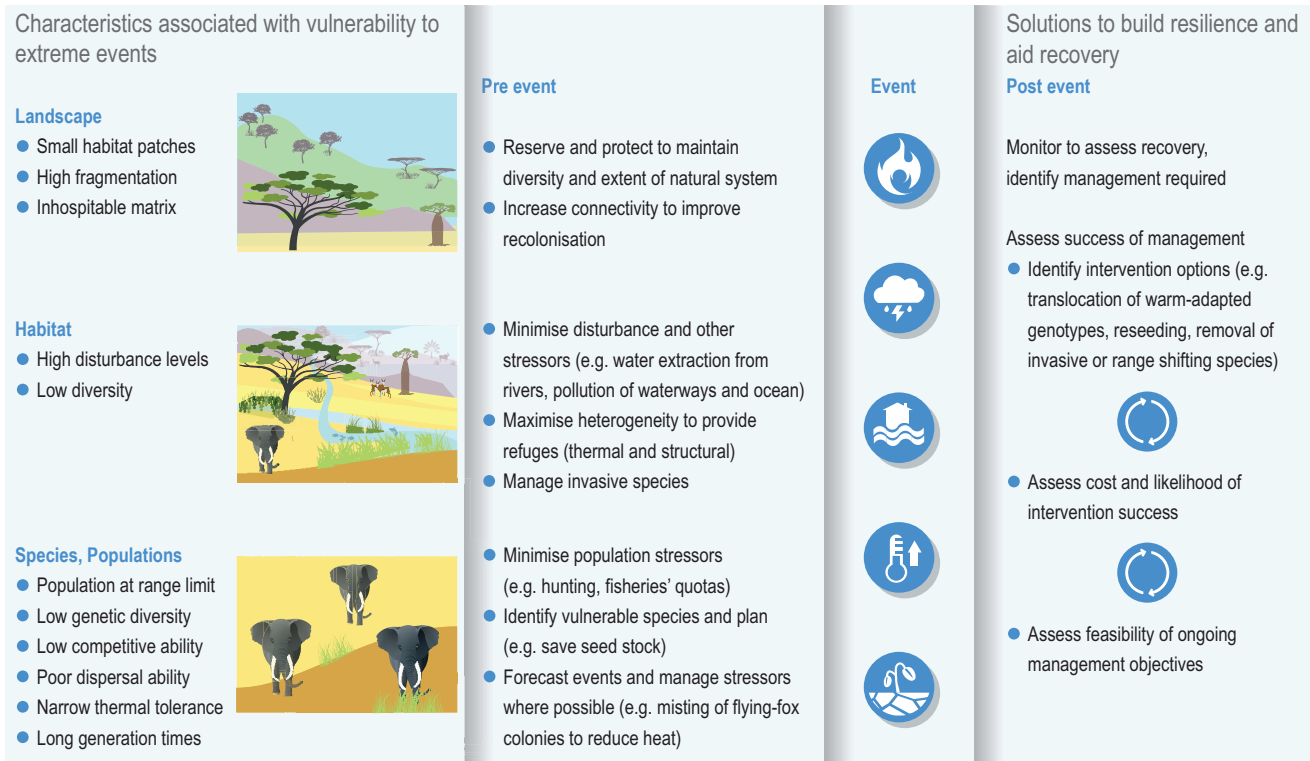 Characteristics associated with vulnerability to
extreme events
Landscape
Small habitat patches
High fragmentation
Inhospitable matrix
Habitat
High disturbance levels
Low diversity
Species, Populations
Population at range limit
Low genetic diversity
Low competitive ability
Poor dispersal ability
Narrow thermal tolerance
Long generation times
Pre event
Reserve and protect to maintain
diversity and extent of natural system
Increase connectivity to improve
recolonisation
Minimise disturbance and other
stressors (e.g. water extraction from
rivers, pollution of waterways and ocean)
Maximise heterogeneity to provide
refuges (thermal and structural)
Manage invasive species
Minimise population stressors
(e.g. hunting, fisheries’ quotas)
Identify vulnerable species and plan
(e.g. save seed stock)
Forecast events and manage stressors
where possible (e.g. misting of flying-fox
colonies to reduce heat)
Event
Solutions to build resilience and
aid recovery
Post event
Monitor to assess recovery,
identify management required
Assess success of management
Identify intervention options (e.g.
translocation of warm-adapted
genotypes, reseeding, removal of
invasive or range shifting species)
Assess cost and likelihood of
intervention success
Assess feasibility of ongoing
management objectives